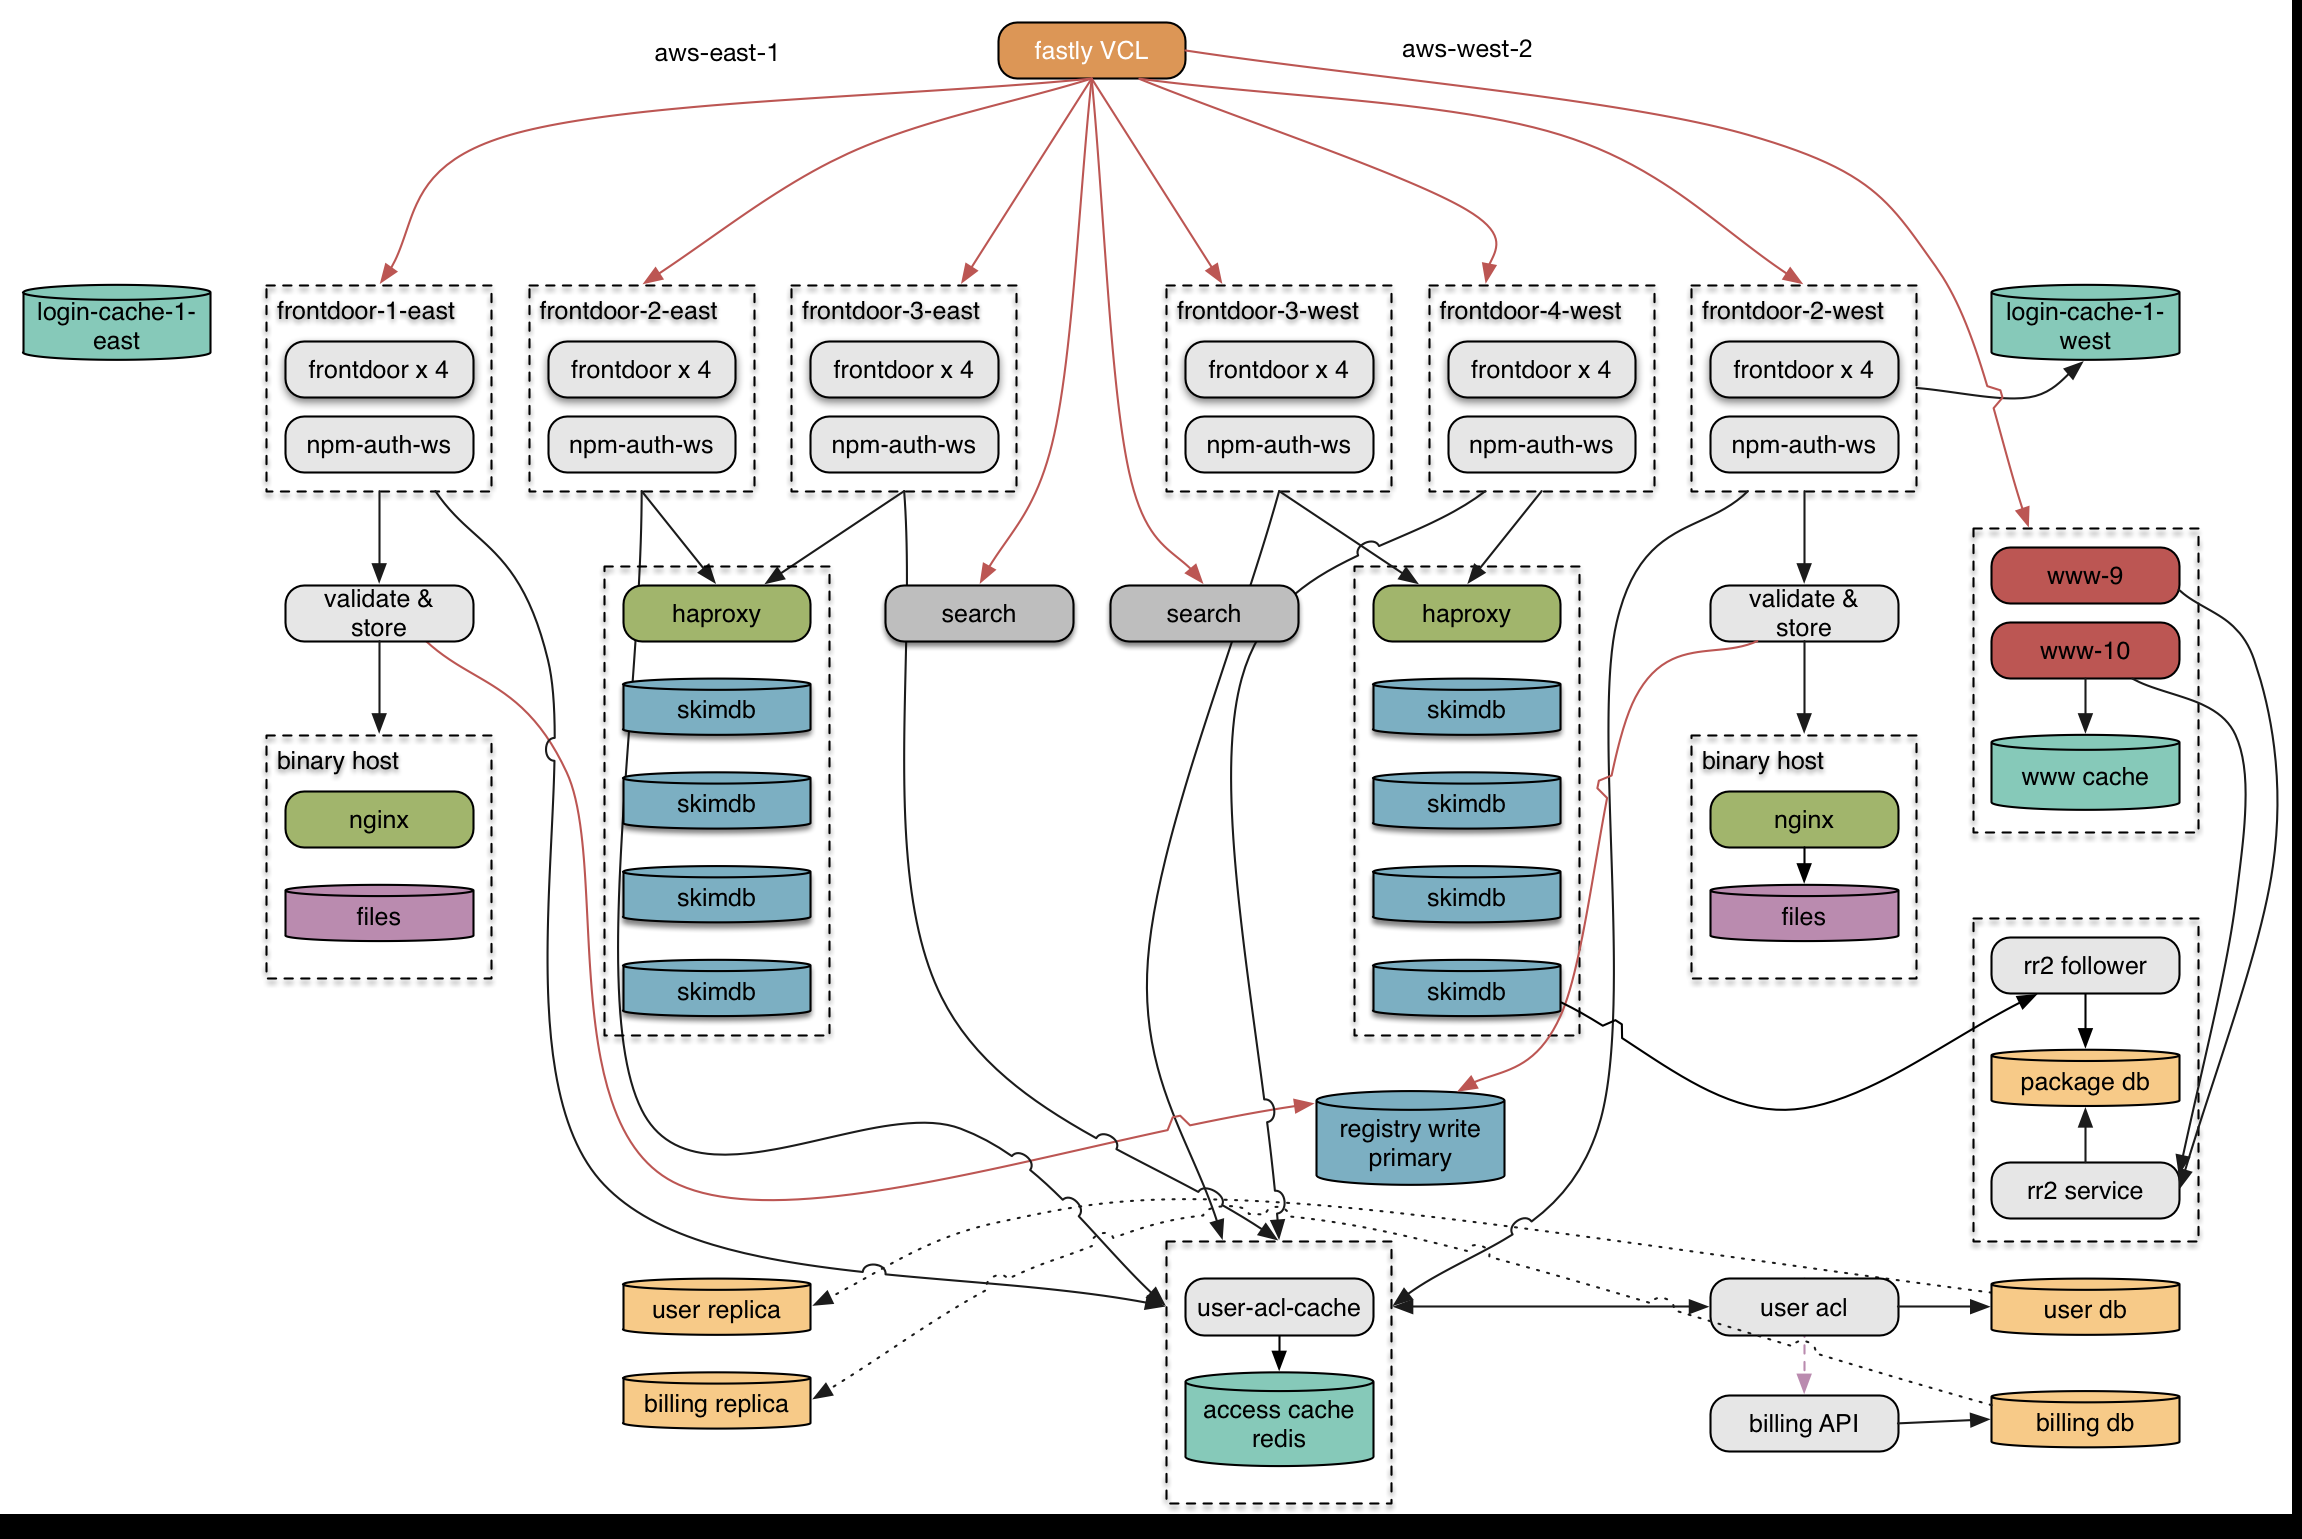 fastly VCL
aws-east-1
aws-west-2
login-cache-1-
east
frontdoor-1-east
frontdoor x 4
npm-auth-ws
frontdoor-2-east
frontdoor x 4
npm-auth-ws
frontdoor-3-east
frontdoor x 4
npm-auth-ws
frontdoor-3-west
frontdoor x 4
npm-auth-ws
frontdoor-4-west
frontdoor x 4
npm-auth-ws
frontdoor-2-west
frontdoor x 4
npm-auth-ws
login-cache-1-
west
validate &
store
haproxy
search
search
haproxy
validate &
store
www-9
www-10
www cache
skimdb
skimdb
skimdb
skimdb
skimdb
skimdb
skimdb
skimdb
binary host
nginx
files
binary host
nginx
files
rr2 follower
package db
rr2 service
registry write
primary
user replica
billing replica
user-acl-cache
access cache
redis
user acl
user db
billing API
billing db